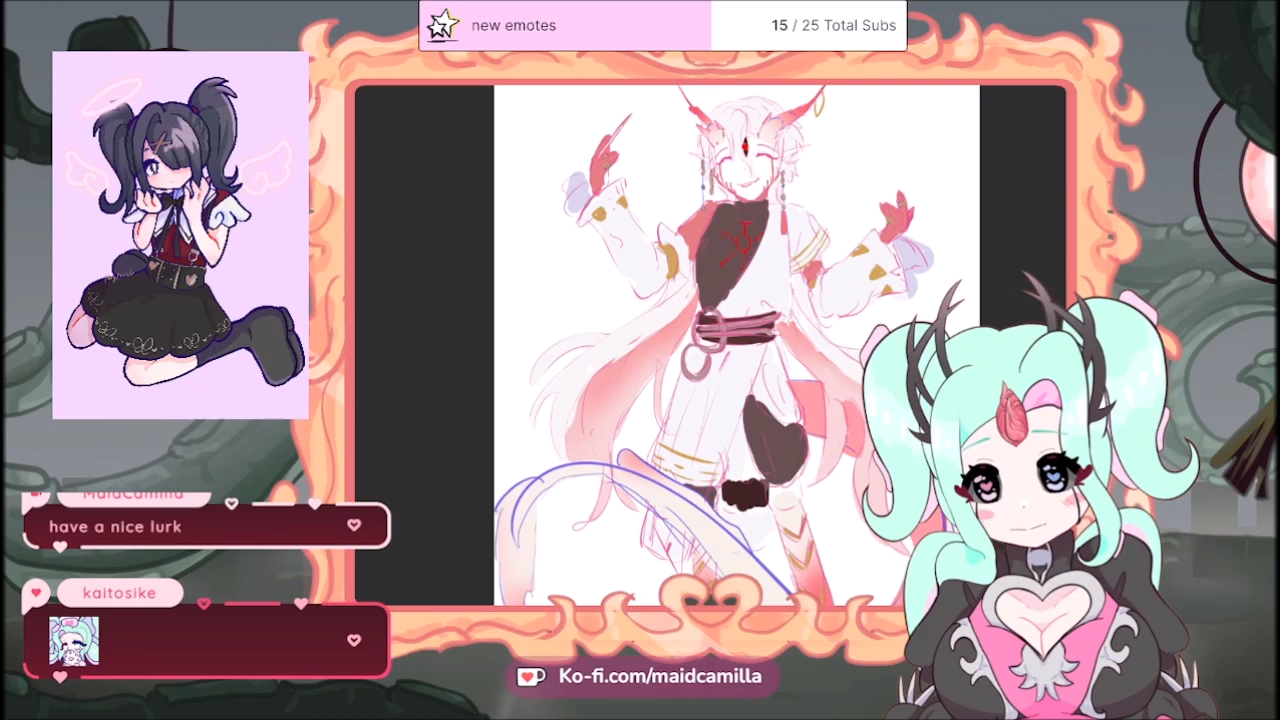 new emotes
15 / 25 Total Subs
MaidCamilla
have a nice lurk
kaitosike
Ko-fi.com/maidcamilla